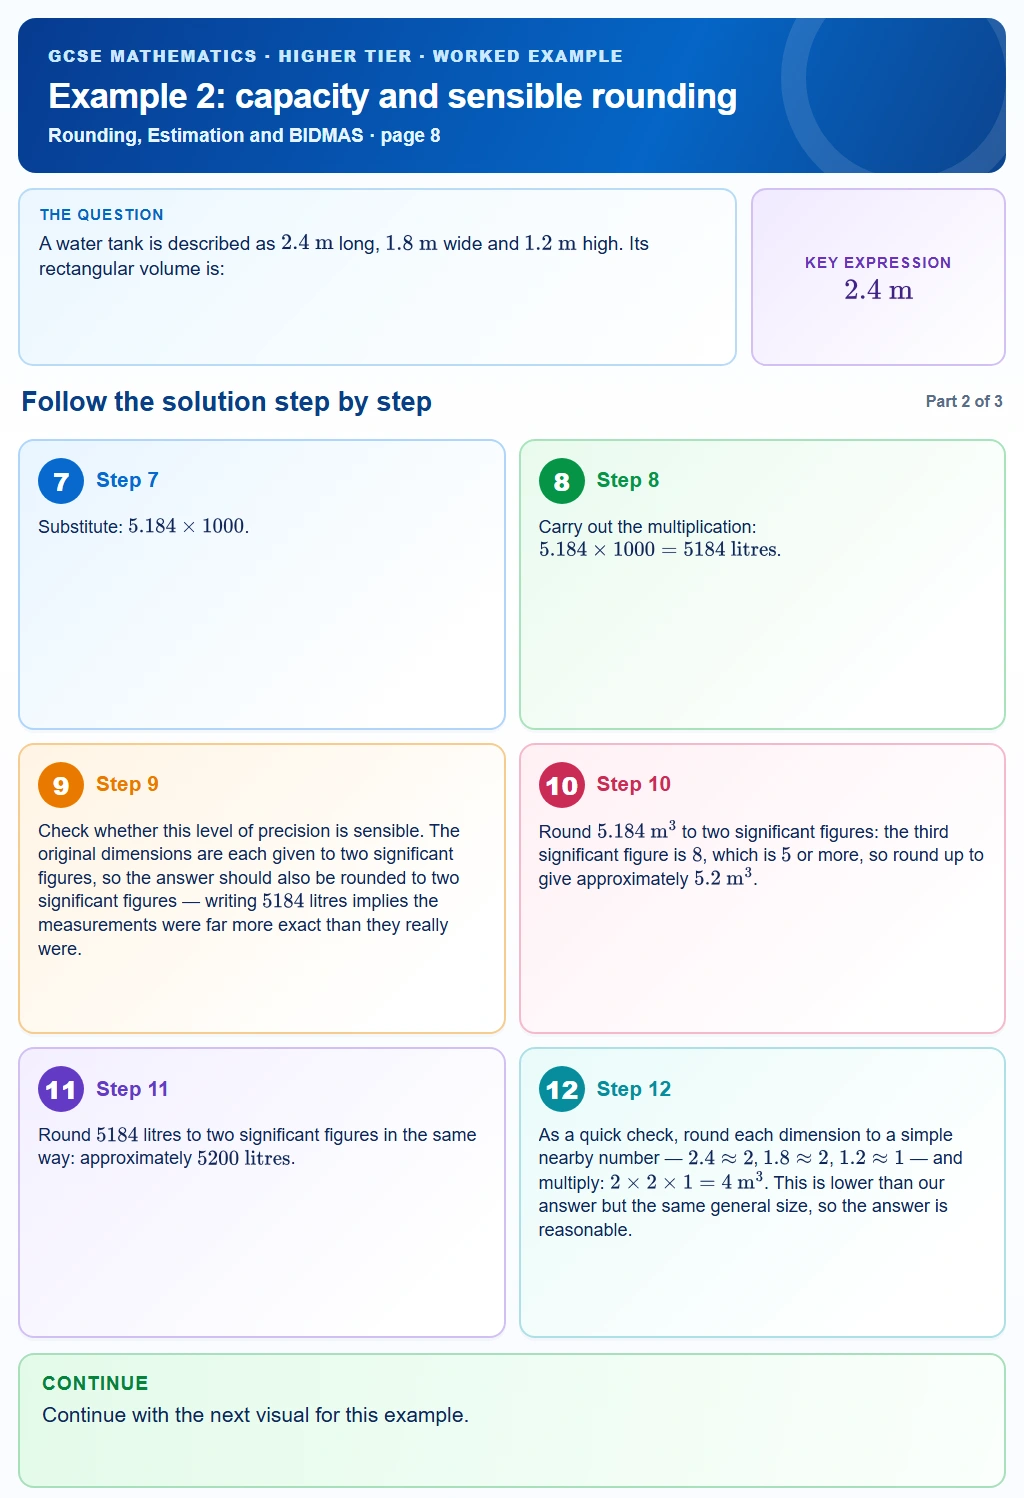 GCSE MATHEMATICS · HIGHER TIER · WORKED EXAMPLE
Example 2: capacity and sensible rounding
Rounding, Estimation and BIDMAS · page 8
THE QUESTION
A water tank is described as 2.4 m long, 1.8 m wide and 1.2 m high. Its
rectangular volume is:
KEY EXPRESSION
2.4 m
Follow the solution step by step
Part 2 of 3
7 Step 7
Substitute: 5.184 × 1000.
8 Step 8
Carry out the multiplication:
5.184 × 1000 = 5184 litres.
9 Step 9
Check whether this level of precision is sensible. The
original dimensions are each given to two significant
figures, so the answer should also be rounded to two
significant figures — writing 5184 litres implies the
measurements were far more exact than they really
were.
10 Step 10
Round 5.184 m³ to two significant figures: the third
significant figure is 8, which is 5 or more, so round up to
give approximately 5.2 m³.
11 Step 11
Round 5184 litres to two significant figures in the same
way: approximately 5200 litres.
12 Step 12
As a quick check, round each dimension to a simple
nearby number — 2.4 ≈ 2, 1.8 ≈ 2, 1.2 ≈ 1 — and
multiply: 2 × 2 × 1 = 4 m³. This is lower than our
answer but the same general size, so the answer is
reasonable.
CONTINUE
Continue with the next visual for this example.